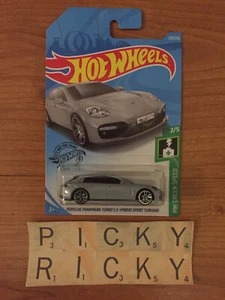 HOT WHEELS
2/5
HW GREEN SPEED
PORSCHE PANAMERA TURBO S E-HYBRID SPORT TURISMO
PICKY
RICKY